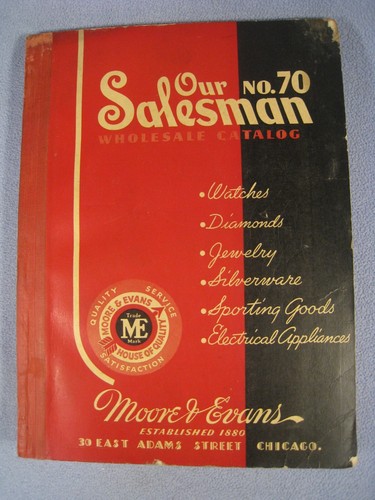 Our No. 70
Salesman
WHOLESALE CATALOG
•Watches
•Diamonds
•Jewelry
•Silverware
•Sporting Goods
•Electrical Appliances
QUALITY SERVICE
SATISFACTION
MOORE & EVANS
HOUSE OF QUALITY
Trade
ME
Mark
Moore & Evans
ESTABLISHED 1880
30 EAST ADAMS STREET CHICAGO.